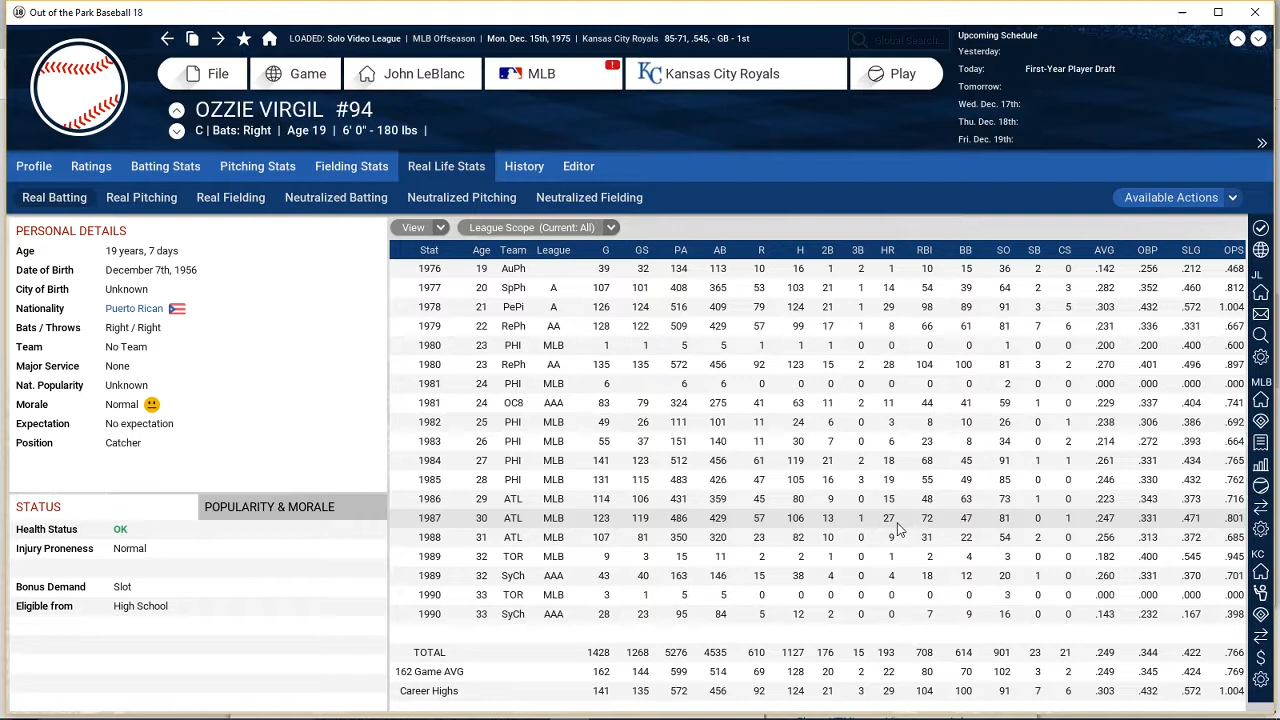 Out of the Park Baseball 18
LOADED: Solo Video League | MLB Offseason | Mon. Dec. 15th, 1975 | Kansas City Royals 85-71, .545, - GB - 1st
Global Search...
Upcoming Schedule
Yesterday:
Today: First-Year Player Draft
Tomorrow:
Wed. Dec. 17th:
Thu. Dec. 18th:
Fri. Dec. 19th:
File Game John LeBlanc MLB ! KC Kansas City Royals Play
OZZIE VIRGIL #94
C | Bats: Right | Age 19 | 6' 0" - 180 lbs |
Profile Ratings Batting Stats Pitching Stats Fielding Stats Real Life Stats History Editor
Real Batting Real Pitching Real Fielding Neutralized Batting Neutralized Pitching Neutralized Fielding Available Actions
PERSONAL DETAILS
Age 19 years, 7 days
Date of Birth December 7th, 1956
City of Birth Unknown
Nationality Puerto Rican
Bats / Throws Right / Right
Team No Team
Major Service None
Nat. Popularity Unknown
Morale Normal
Expectation No expectation
Position Catcher
STATUS POPULARITY & MORALE
Health Status OK
Injury Proneness Normal
Bonus Demand Slot
Eligible from High School
View League Scope (Current: All)
Stat Age Team League G GS PA AB R H 2B 3B HR RBI BB SO SB CS AVG OBP SLG OPS
1976 19 AuPh 39 32 134 113 10 16 1 2 1 10 15 36 2 0 .142 .256 .212 .468
1977 20 SpPh A 107 101 408 365 53 103 21 1 14 54 39 64 2 3 .282 .352 .460 .812
1978 21 PePi A 126 124 516 409 79 124 21 1 29 98 89 91 3 5 .303 .432 .572 1.004
1979 22 RePh AA 128 122 509 429 57 99 17 1 8 66 61 81 7 6 .231 .336 .331 .667
1980 23 PHI MLB 1 1 5 5 1 1 1 0 0 0 0 1 0 0 .200 .200 .400 .600
1980 23 RePh AA 135 135 572 456 92 123 15 2 28 104 100 81 3 2 .270 .401 .496 .897
1981 24 PHI MLB 6 6 6 0 0 0 0 0 0 0 2 0 0 .000 .000 .000 .000
1981 24 OC8 AAA 83 79 324 275 41 63 11 2 11 44 41 59 1 0 .229 .337 .404 .741
1982 25 PHI MLB 49 26 111 101 11 24 6 0 3 8 10 26 0 1 .238 .306 .386 .692
1983 26 PHI MLB 55 37 151 140 11 30 7 0 6 23 8 34 0 2 .214 .272 .393 .664
1984 27 PHI MLB 141 123 512 456 61 119 21 2 18 68 45 91 1 1 .261 .331 .434 .765
1985 28 PHI MLB 131 115 483 426 47 105 16 3 19 55 49 85 0 0 .246 .330 .432 .762
1986 29 ATL MLB 114 106 431 359 45 80 9 0 15 48 63 73 1 0 .223 .343 .373 .716
1987 30 ATL MLB 123 119 486 429 57 106 13 1 27 72 47 81 0 1 .247 .331 .471 .801
1988 31 ATL MLB 107 81 350 320 23 82 10 0 9 31 22 54 2 0 .256 .313 .372 .685
1989 32 TOR MLB 9 3 15 11 2 2 1 0 1 2 4 3 0 0 .182 .400 .545 .945
1989 32 SyCh AAA 43 40 163 146 15 38 4 0 4 18 12 20 1 0 .260 .331 .370 .701
1990 33 TOR MLB 3 1 5 5 0 0 0 0 0 0 0 3 0 0 .000 .000 .000 .000
1990 33 SyCh AAA 28 23 95 84 5 12 2 0 0 7 9 16 0 0 .143 .232 .167 .398
TOTAL 1428 1268 5276 4535 610 1127 176 15 193 708 614 901 23 21 .249 .344 .422 .766
162 Game AVG 162 144 599 514 69 128 20 2 22 80 70 102 3 2 .249 .345 .424 .769
Career Highs 141 135 572 456 92 124 21 3 29 104 100 91 7 6 .303 .432 .572 1.004
JL
MLB
KC